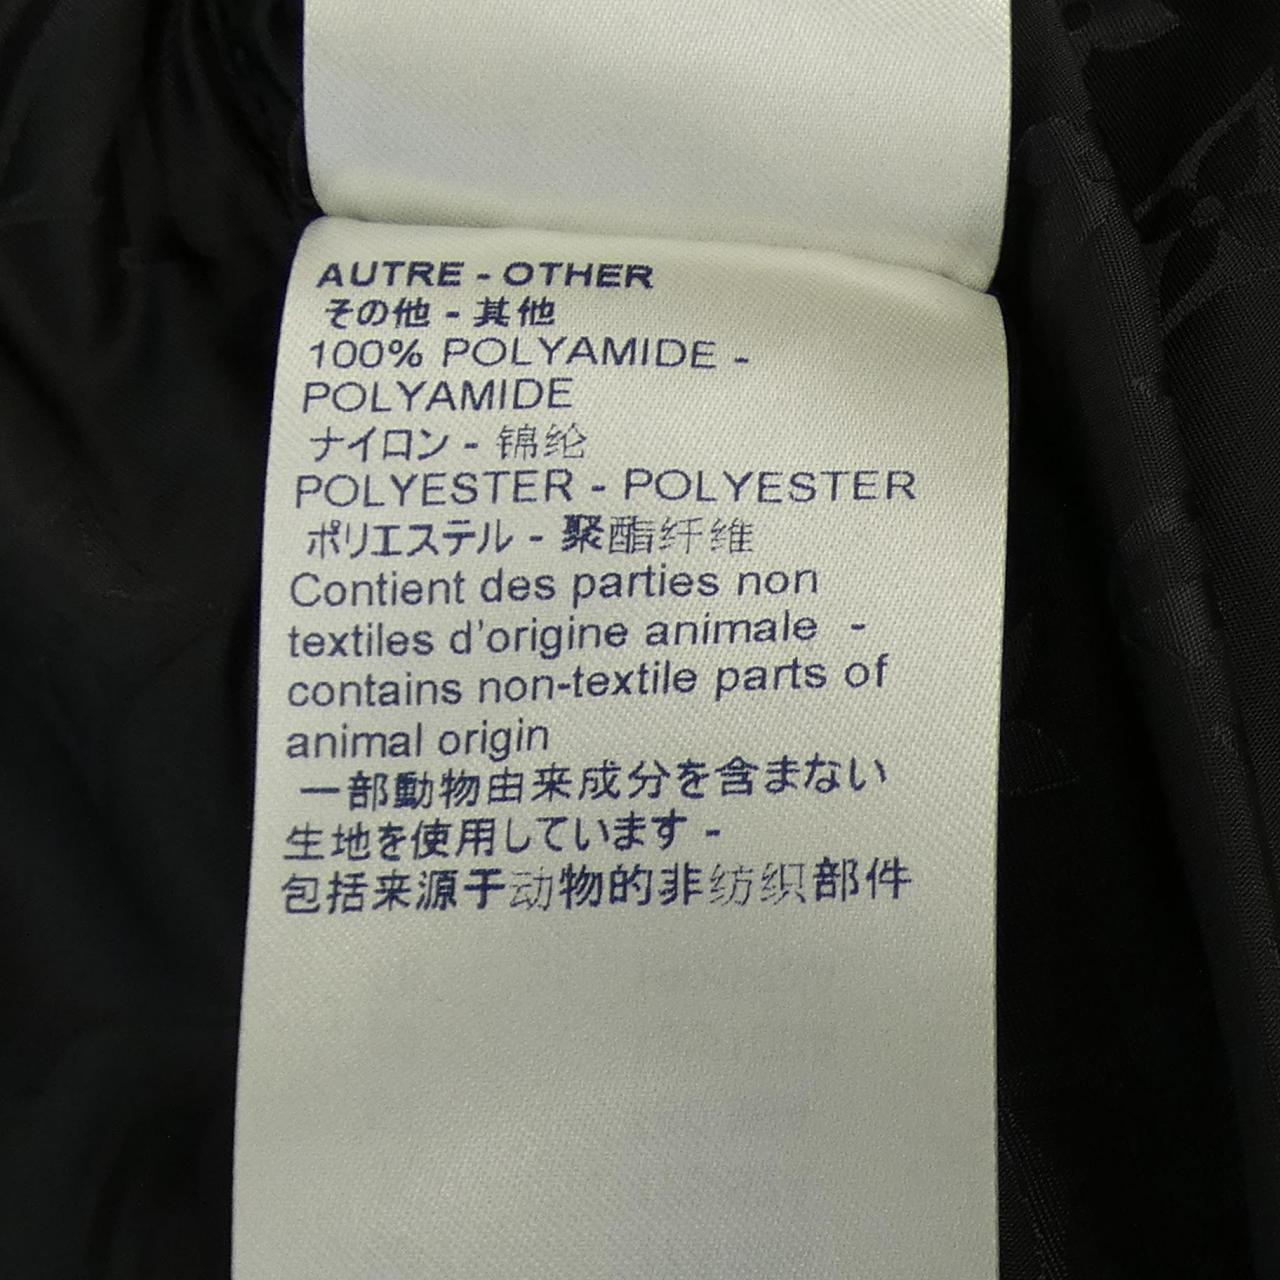 AUTRE - OTHER
その他 - 其他
100% POLYAMIDE -
POLYAMIDE
ナイロン - 锦纶
POLYESTER - POLYESTER
ポリエステル - 聚酯纤维
Contient des parties non
textiles d'origine animale -
contains non-textile parts of
animal origin
一部動物由来成分を含まない
生地を使用しています -
包括来源于动物的非纺织部件